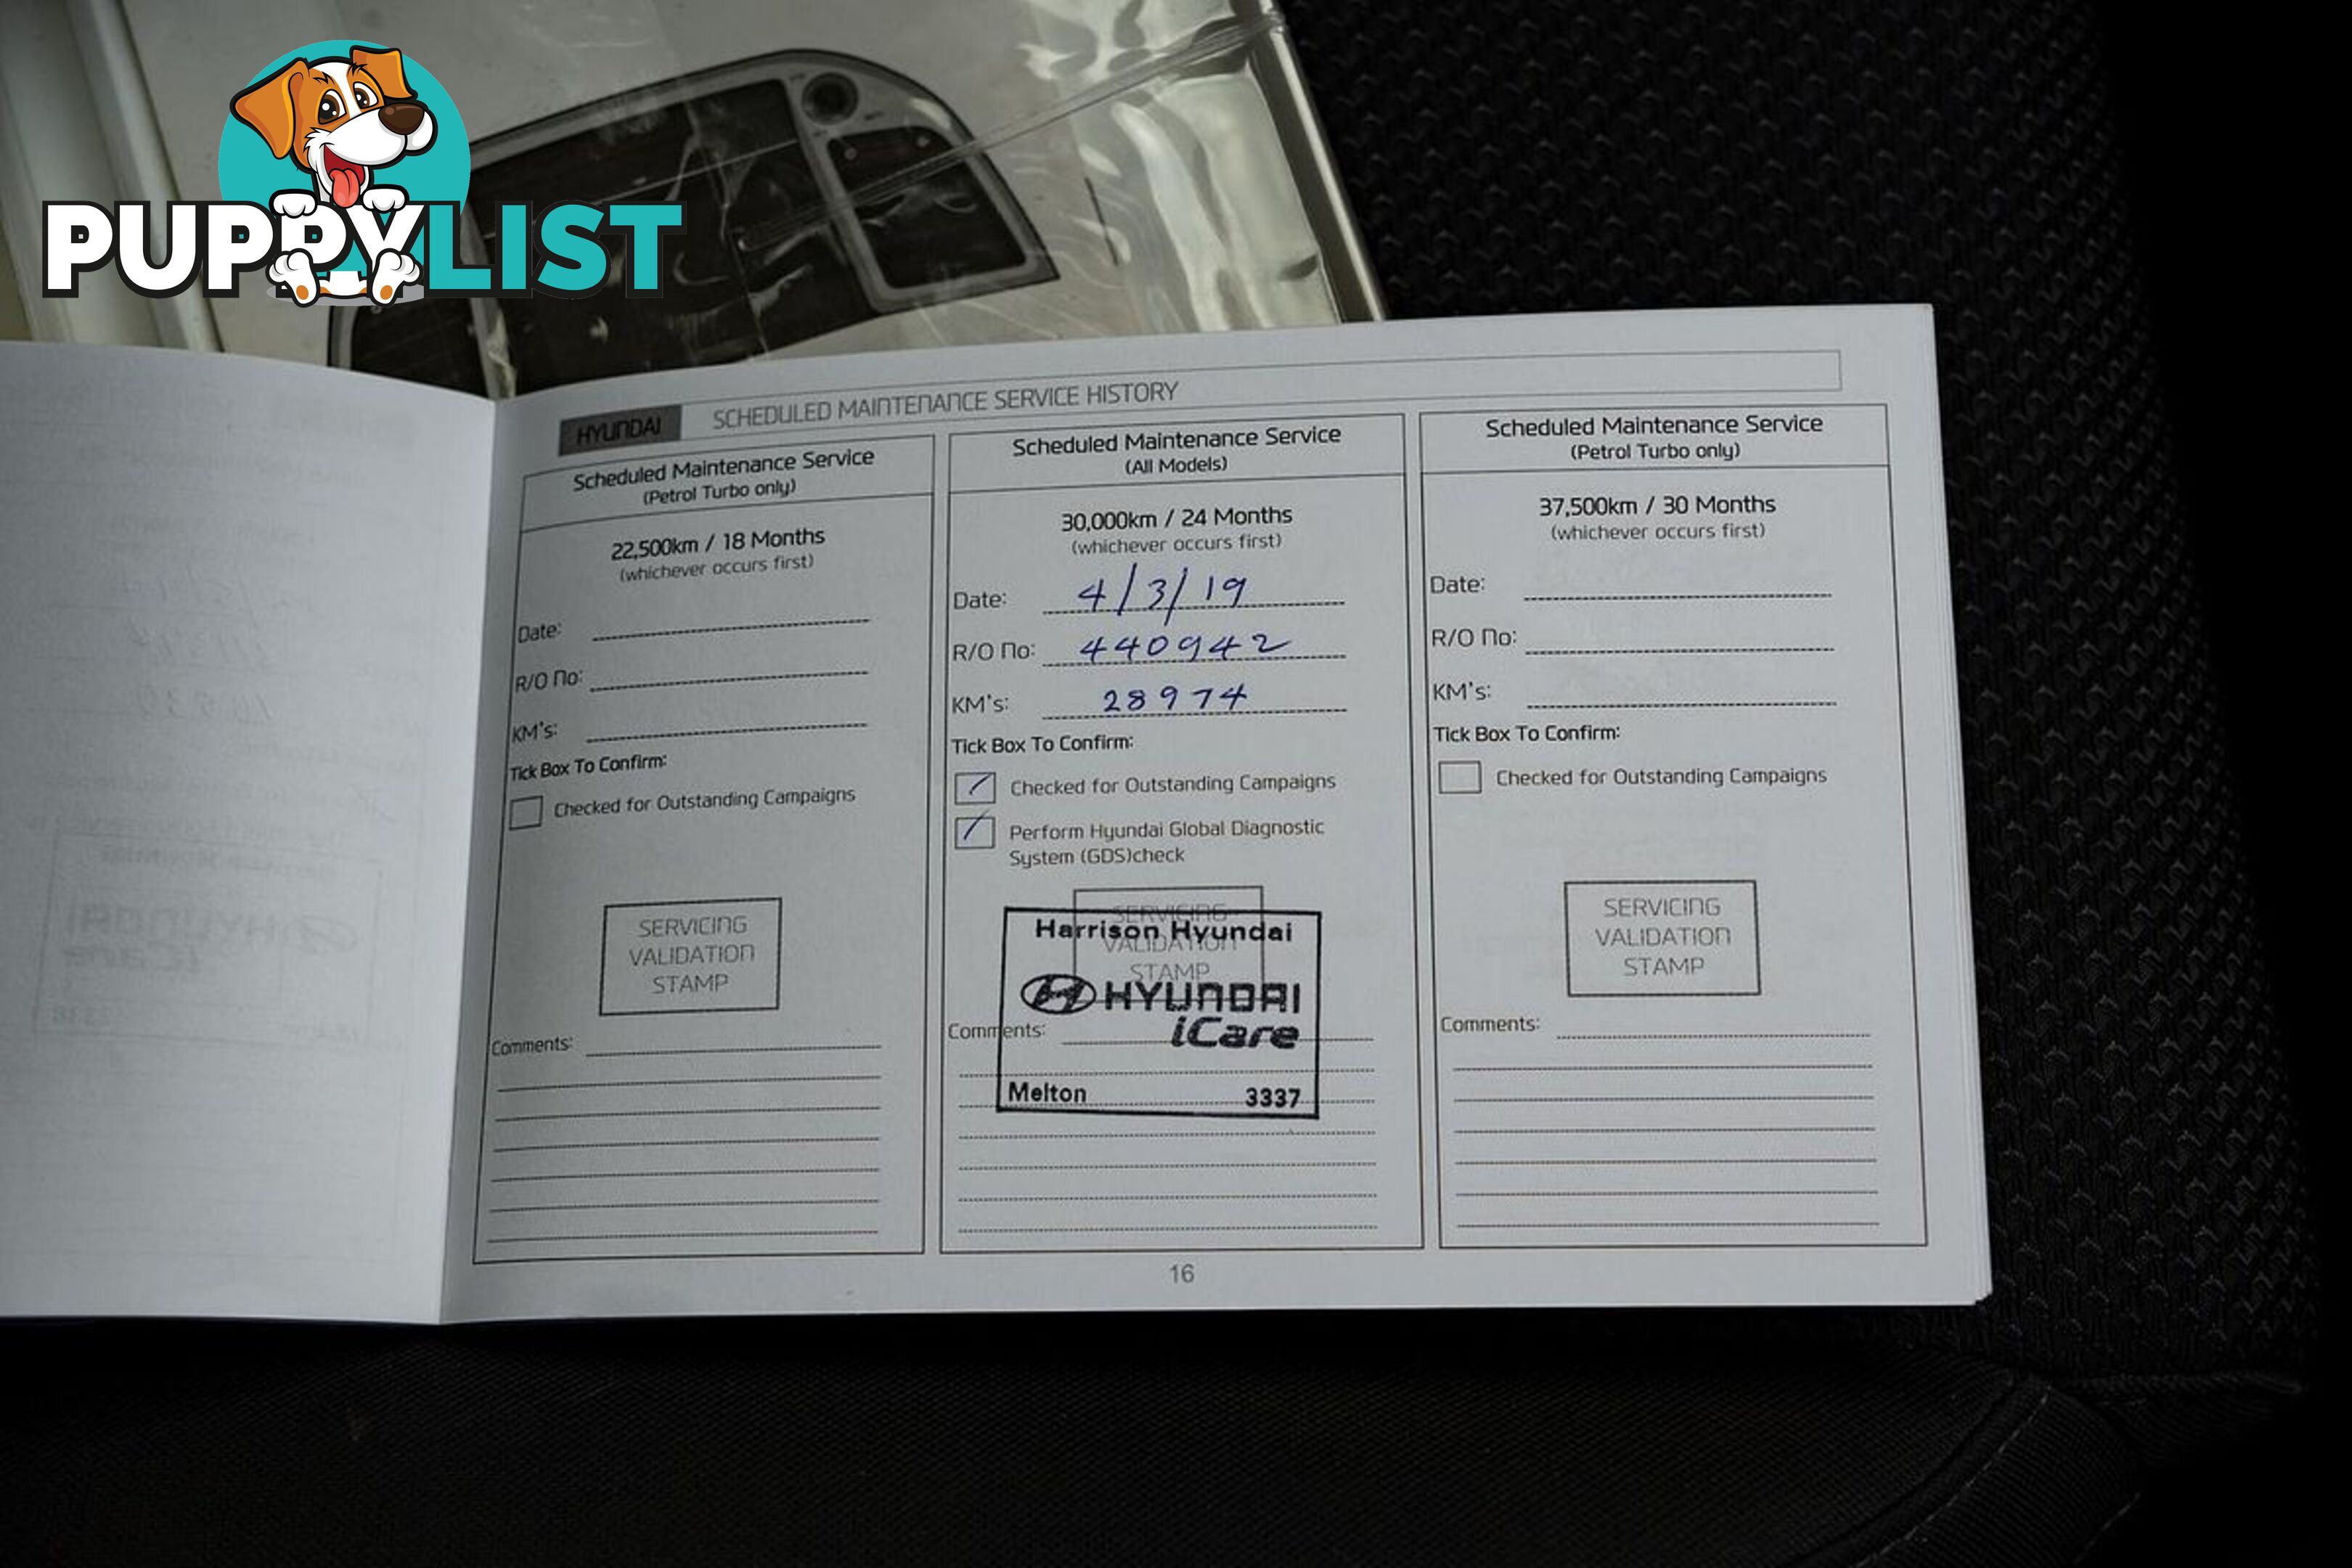 PUPPYLIST
HYUNDAI SCHEDULED MAINTENANCE SERVICE HISTORY
Scheduled Maintenance Service
(Petrol Turbo only)
22,500km / 18 Months
(whichever occurs first)
Date:
R/O No:
KM's:
Tick Box To Confirm:
Checked for Outstanding Campaigns
SERVICING
VALIDATION
STAMP
Comments:
Scheduled Maintenance Service
(All Models)
30,000km / 24 Months
(whichever occurs first)
Date: 4/3/19
R/O No: 440942
KM's: 28974
Tick Box To Confirm:
Checked for Outstanding Campaigns
Perform Hyundai Global Diagnostic
System (GDS)check
SERVICING
VALIDATION
STAMP
Harrison Hyundai
HYUNDAI
iCare
Melton 3337
Comments:
Scheduled Maintenance Service
(Petrol Turbo only)
37,500km / 30 Months
(whichever occurs first)
Date:
R/O No:
KM's:
Tick Box To Confirm:
Checked for Outstanding Campaigns
SERVICING
VALIDATION
STAMP
Comments:
16